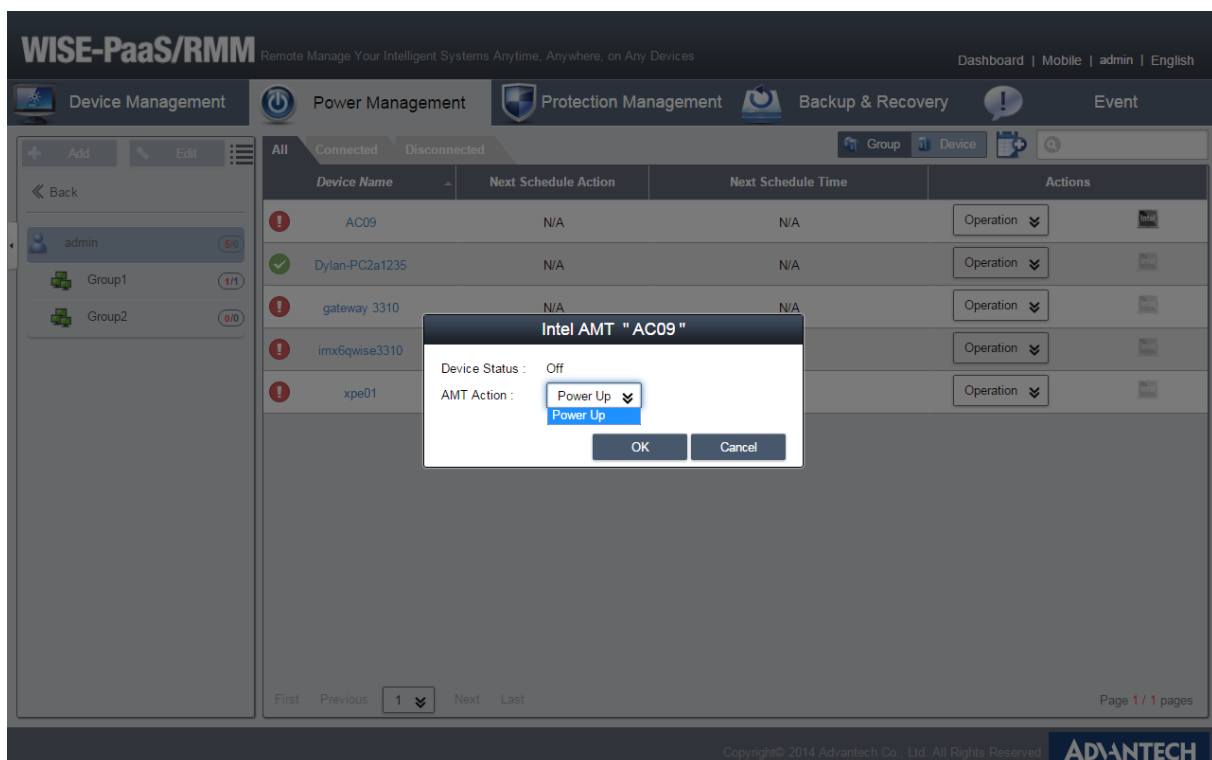 WISE-PaaS/RMM Remote Manage Your Intelligent Systems Anytime, Anywhere, on Any Devices
Dashboard | Mobile | admin | English
Device Management Power Management Protection Management Backup & Recovery Event
Add Edit
All Connected Disconnected
Group Device
Back
Device Name Next Schedule Action Next Schedule Time Actions
admin 5/6
Group1 1/1
Group2 0/0
AC09 N/A N/A Operation
Dylan-PC2a1235 N/A N/A Operation
gateway 3310 N/A N/A Operation
imx6qwise3310 Operation
xpe01 Operation
Intel AMT "AC09"
Device Status : Off
AMT Action : Power Up
Power Up
OK Cancel
First Previous 1 Next Last
Page 1 / 1 pages
Copyright© 2014 Advantech Co., Ltd. All Rights Reserved
ADVANTECH